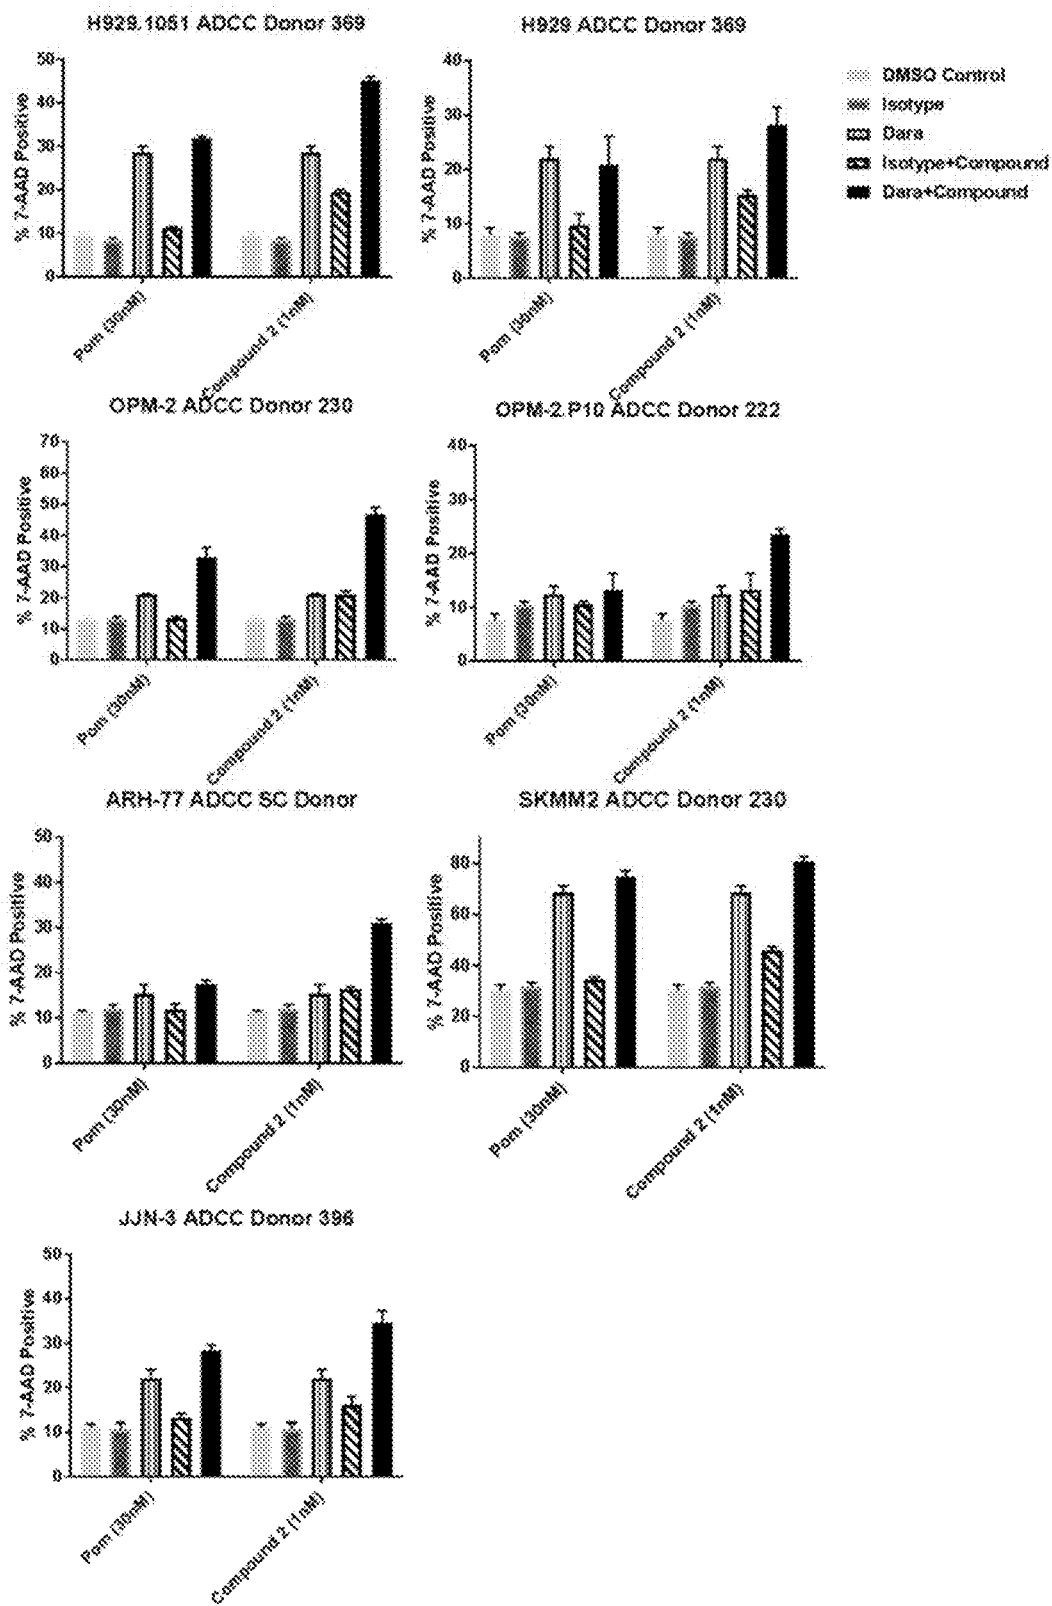 H929.1051 ADCC Donor 369
% 7-AAD Positive
50
40
30
20
10
0
Pom (30nM)
Compound 2 (1nM)
H929 ADCC Donor 369
% 7-AAD Positive
40
30
20
10
0
Pom (30nM)
Compound 2 (1nM)
DMSO Control
Isotype
Dara
Isotype+Compound
Dara+Compound
OPM-2 ADCC Donor 230
% 7-AAD Positive
70
60
50
40
30
20
10
0
Pom (30nM)
Compound 2 (1nM)
OPM-2.P10 ADCC Donor 222
% 7-AAD Positive
40
30
20
10
0
Pom (30nM)
Compound 2 (1nM)
ARH-77 ADCC SC Donor
% 7-AAD Positive
50
40
30
20
10
0
Pom (30nM)
Compound 2 (1nM)
SKMM2 ADCC Donor 230
% 7-AAD Positive
80
60
40
20
0
Pom (30nM)
Compound 2 (1nM)
JJN-3 ADCC Donor 396
% 7-AAD Positive
50
40
30
20
10
0
Pom (30nM)
Compound 2 (1nM)